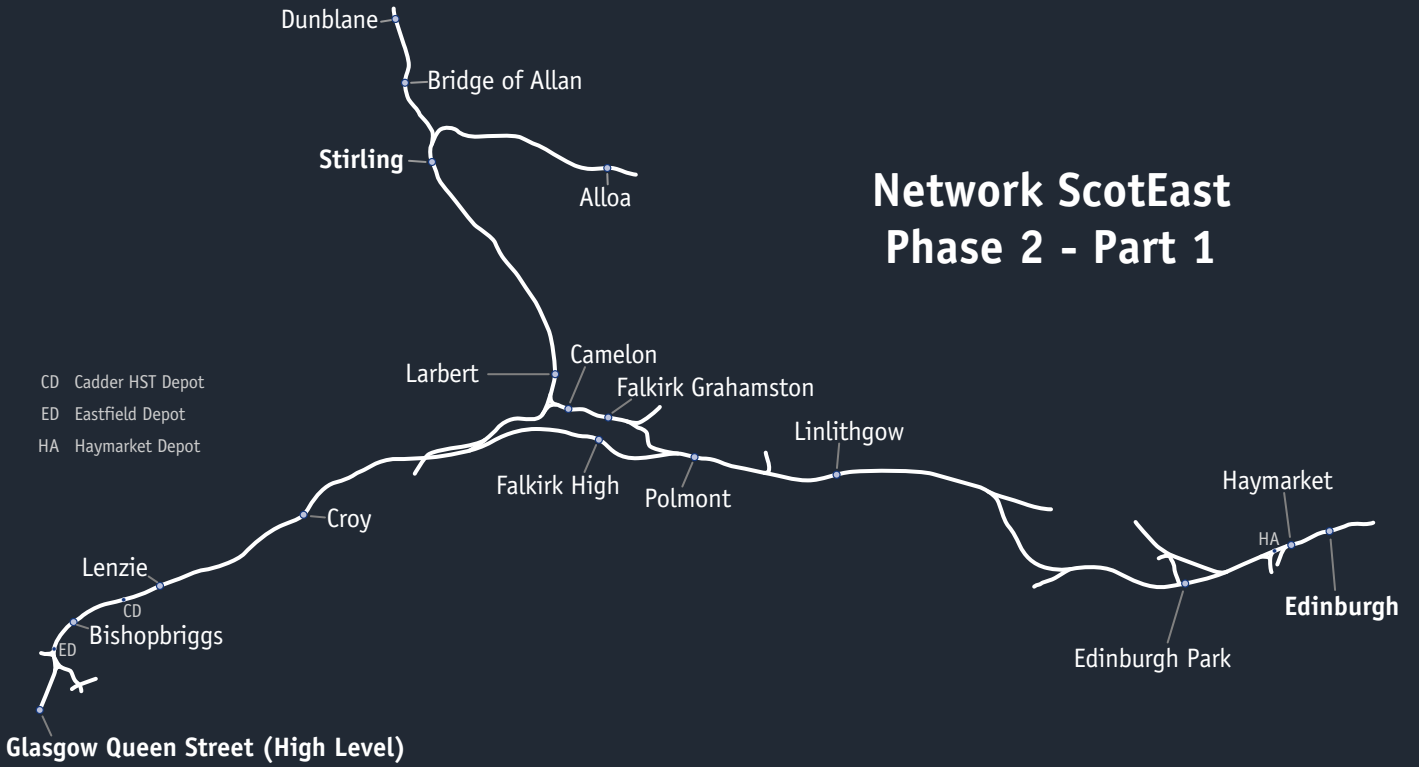 Dunblane
Bridge of Allan
Stirling
Alloa
Network ScotEast
Phase 2 - Part 1
Larbert
Camelon
Falkirk Grahamston
CD Cadder HST Depot
ED Eastfield Depot
HA Haymarket Depot
Linlithgow
Falkirk High
Polmont
Haymarket
Croy
HA
Lenzie
CD
Edinburgh
Bishopbriggs
ED
Edinburgh Park
Glasgow Queen Street (High Level)